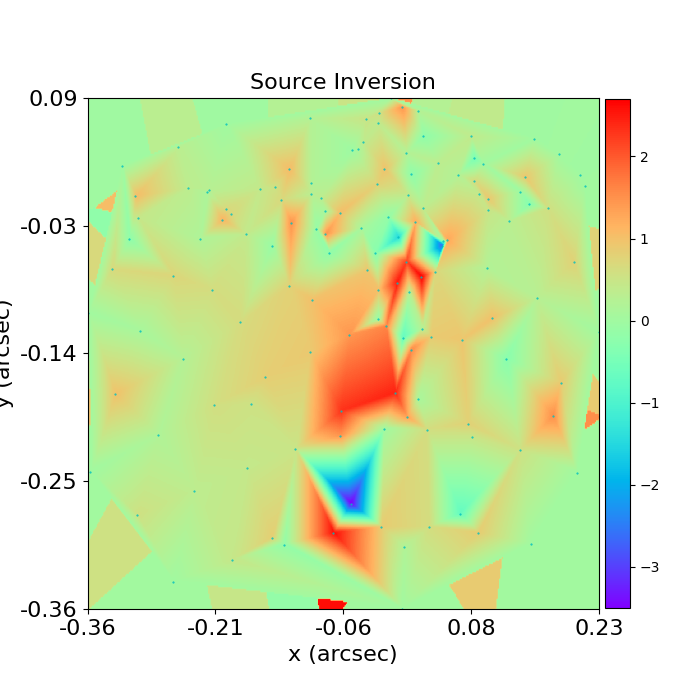 Source Inversion
0.09
-0.03
-0.14
-0.25
-0.36
y (arcsec)
-0.36 -0.21 -0.06 0.08 0.23
x (arcsec)
2
1
0
−1
−2
−3